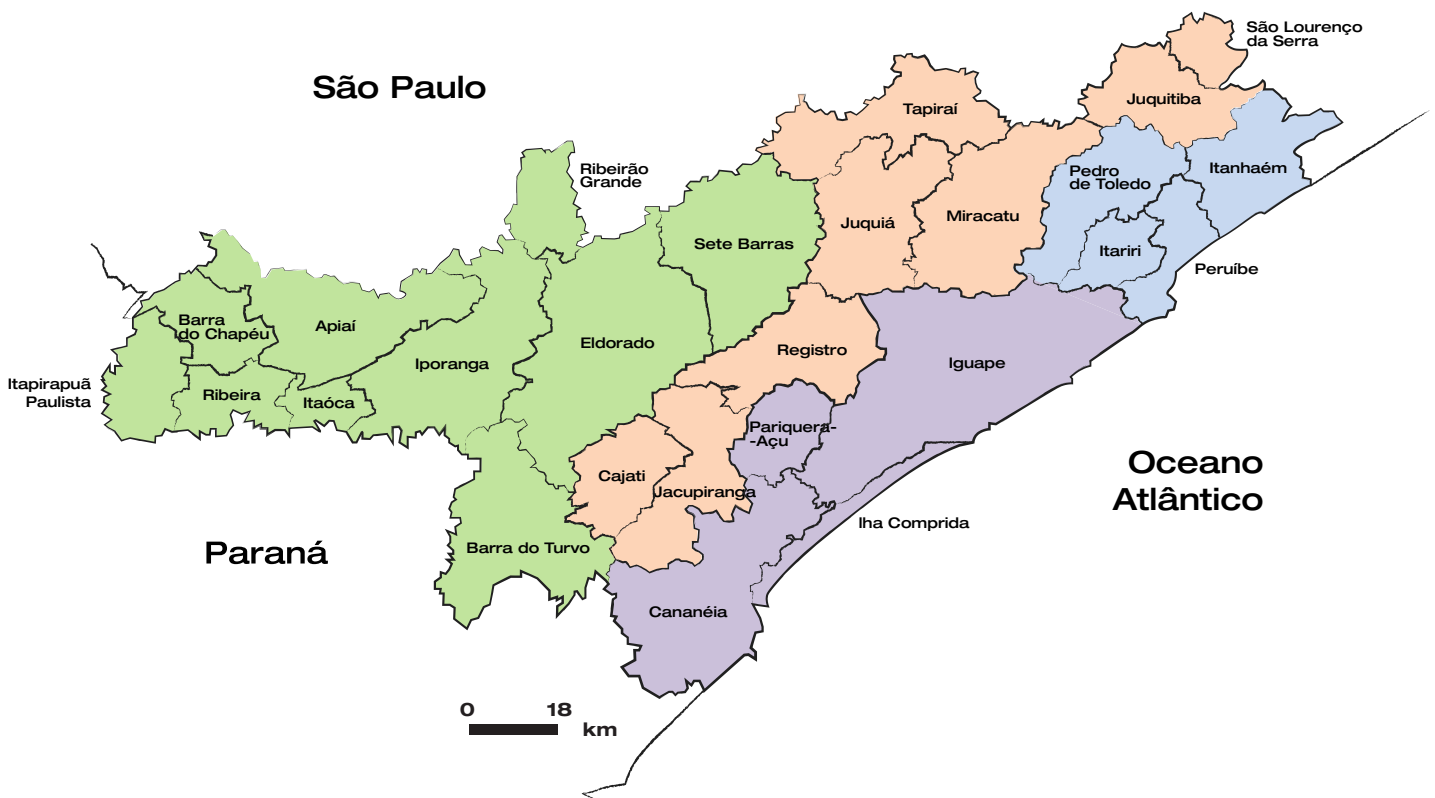 São Lourenço
da Serra
São Paulo
Tapiraí
Juquitiba
Ribeirão
Grande
Pedro
de Toledo
Itanhaém
Juquiá
Miracatu
Sete Barras
Itariri
Peruíbe
Barra
do Chapéu
Apiaí
Eldorado
Registro
Iguape
Iporanga
Itapirapuã
Paulista
Ribeira
Itaóca
Pariquera-
-Açu
Oceano
Atlântico
Cajati
Jacupiranga
Iha Comprida
Paraná
Barra do Turvo
Cananéia
0 18
km